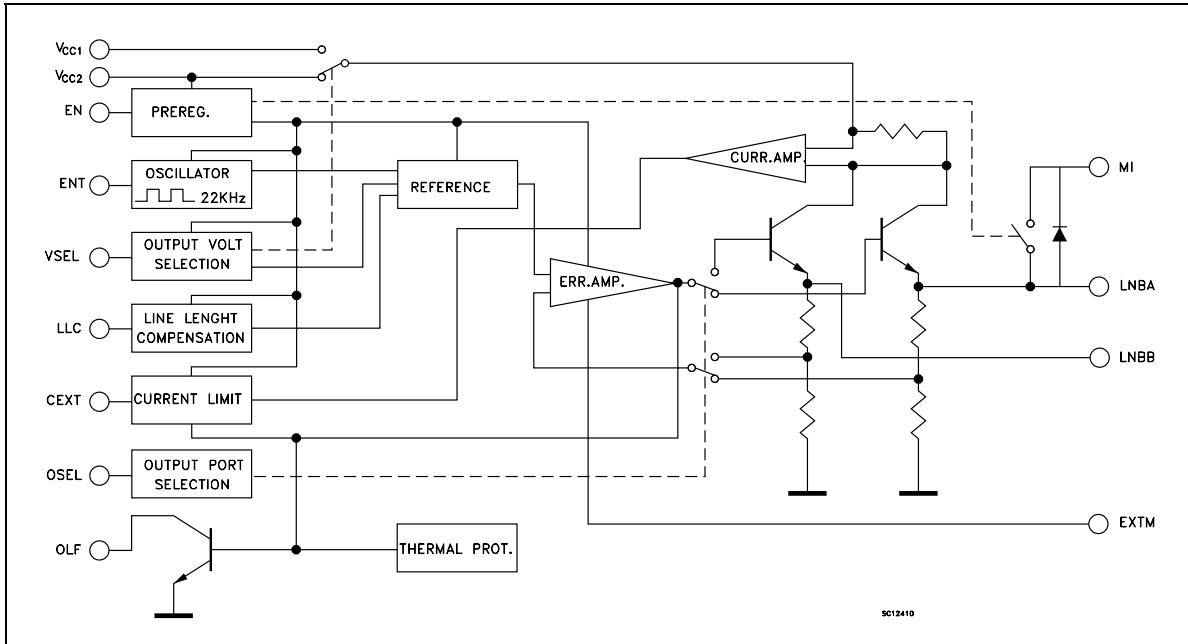 VCC1
VCC2
EN
PREREG.
ENT
OSCILLATOR
22KHz
VSEL
OUTPUT VOLT
SELECTION
LLC
LINE LENGHT
COMPENSATION
CEXT
CURRENT LIMIT
OSEL
OUTPUT PORT
SELECTION
OLF
THERMAL PROT.
REFERENCE
ERR.AMP.
CURR.AMP.
MI
LNBA
LNBB
EXTM
SC12410